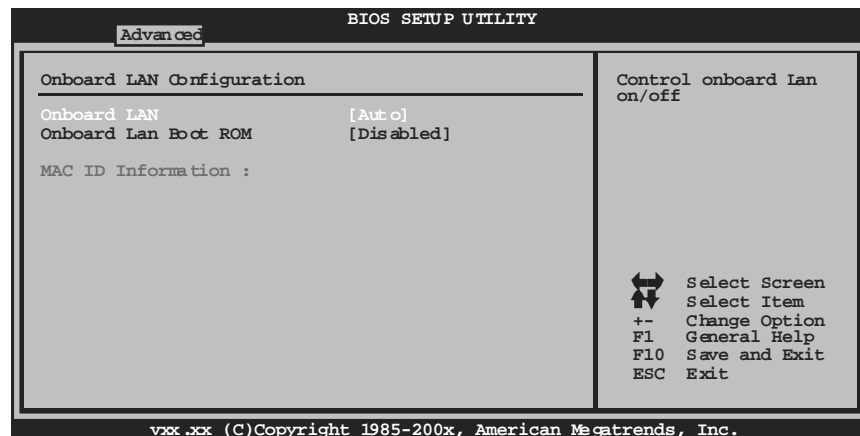 BIOS SETUP UTILITY
Advanced
Onboard LAN Configuration
Onboard LAN [Auto]
Onboard Lan Boot ROM [Disabled]
MAC ID Information :
Control onboard Lan
on/off
Select Screen
Select Item
+- Change Option
F1 General Help
F10 Save and Exit
ESC Exit
vxx.xx (C)Copyright 1985-200x, American Megatrends, Inc.